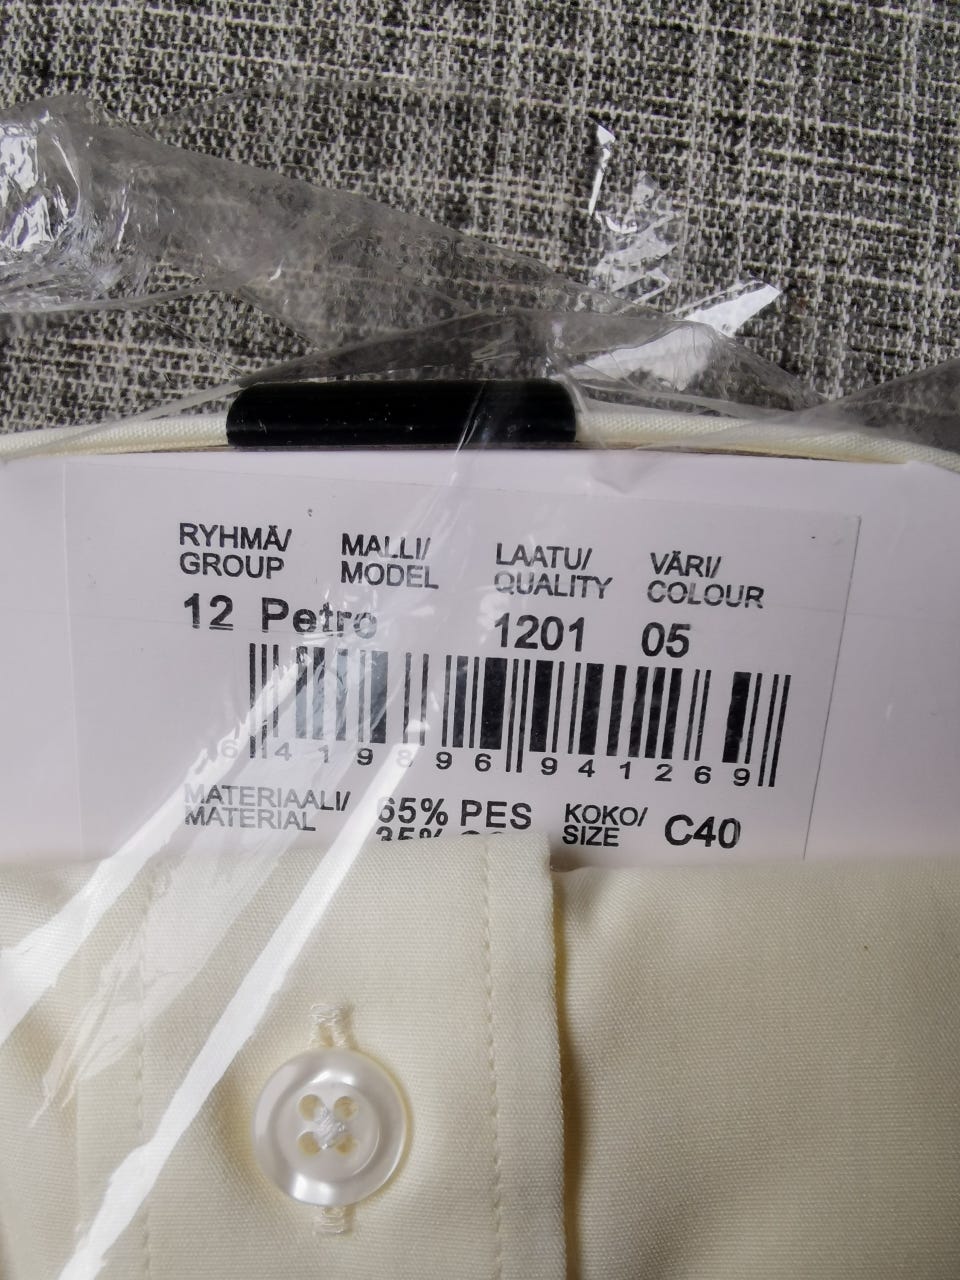 RYHMÄ/ MALLI/ LAATU/ VÄRI/
GROUP MODEL QUALITY COLOUR
12 Petro 1201 05
6 419896 941269
MATERIAALI/ 65% PES KOKO/ C40
MATERIAL 35% SIZE